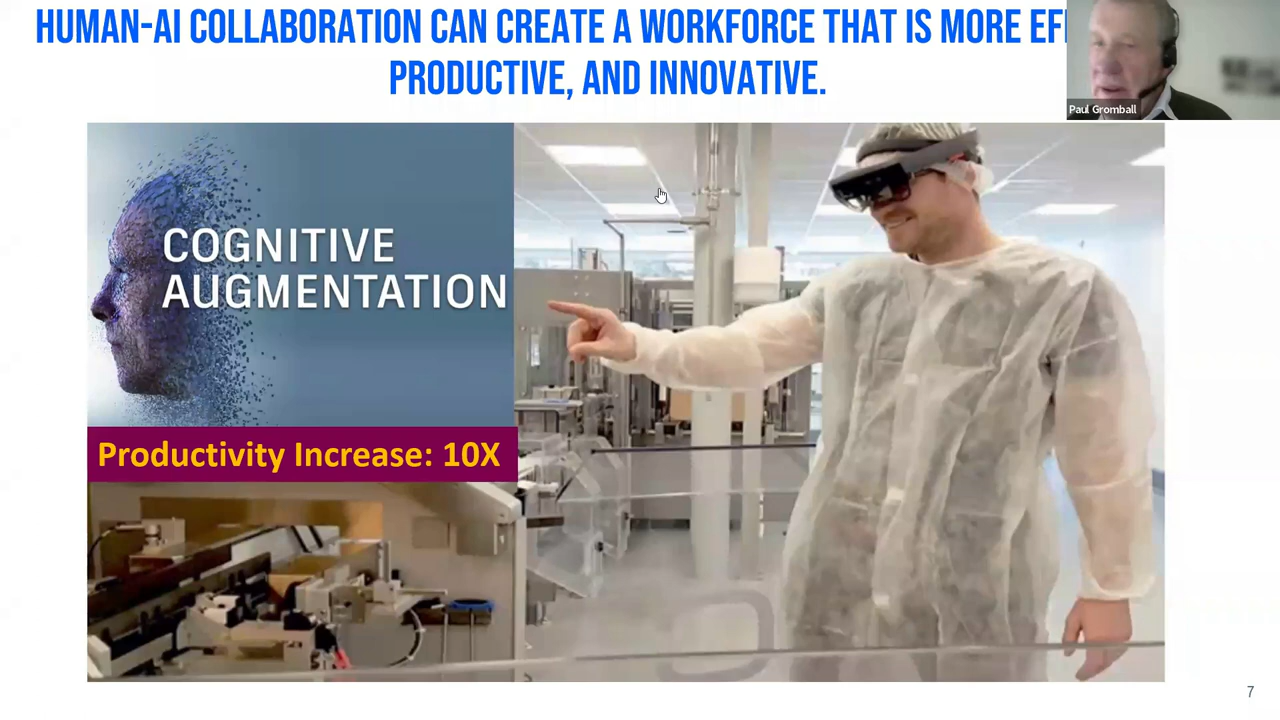 HUMAN-AI COLLABORATION CAN CREATE A WORKFORCE THAT IS MORE
PRODUCTIVE, AND INNOVATIVE.
Paul Gromball
COGNITIVE
AUGMENTATION
Productivity Increase: 10X
7